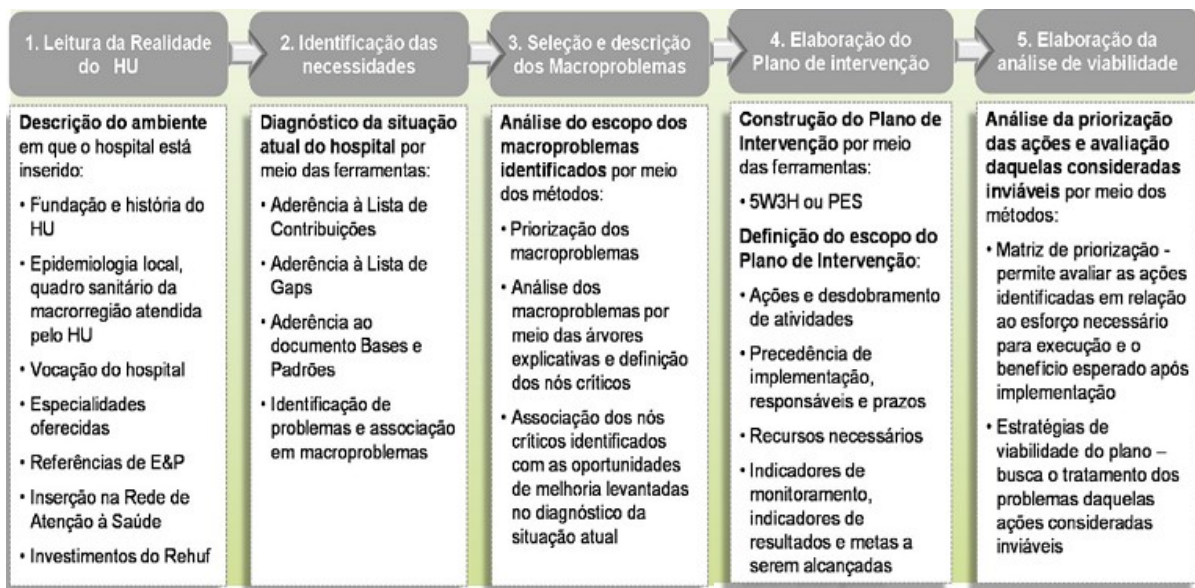 1. Leitura da Realidade
do HU
2. Identificação das
necessidades
3. Seleção e descrição
dos Macroproblemas
4. Elaboração do
Plano de intervenção
5. Elaboração da
análise de viabilidade
Descrição do ambiente
em que o hospital está
inserido:
• Fundação e história do
HU
• Epidemiologia local,
quadro sanitário da
macrorregião atendida
pelo HU
• Vocação do hospital
• Especialidades
oferecidas
• Referências de E&P
• Inserção na Rede de
Atenção à Saúde
• Investimentos do Rehuf
Diagnóstico da situação
atual do hospital por
meio das ferramentas:
• Aderência à Lista de
Contribuições
• Aderência à Lista de
Gaps
• Aderência ao
documento Bases e
Padrões
• Identificação de
problemas e associação
em macroproblemas
Análise do escopo dos
macroproblemas
identificados por meio
dos métodos:
• Priorização dos
macroproblemas
• Análise dos
macroproblemas por
meio das árvores
explicativas e definição
dos nós críticos
• Associação dos nós
críticos identificados
com as oportunidades
de melhoria levantadas
no diagnóstico da
situação atual
Construção do Plano de
Intervenção por meio
das ferramentas:
• 5W3H ou PES
Definição do escopo do
Plano de Intervenção:
• Ações e desdobramento
de atividades
• Precedência de
implementação,
responsáveis e prazos
• Recursos necessários
• Indicadores de
monitoramento,
indicadores de
resultados e metas a
serem alcançadas
Análise da priorização
das ações e avaliação
daquelas consideradas
inviáveis por meio dos
métodos:
• Matriz de priorização -
permite avaliar as ações
identificadas em relação
ao esforço necessário
para execução e o
benefício esperado após
implementação
• Estratégias de
viabilidade do plano –
busca o tratamento dos
problemas daquelas
ações consideradas
inviáveis